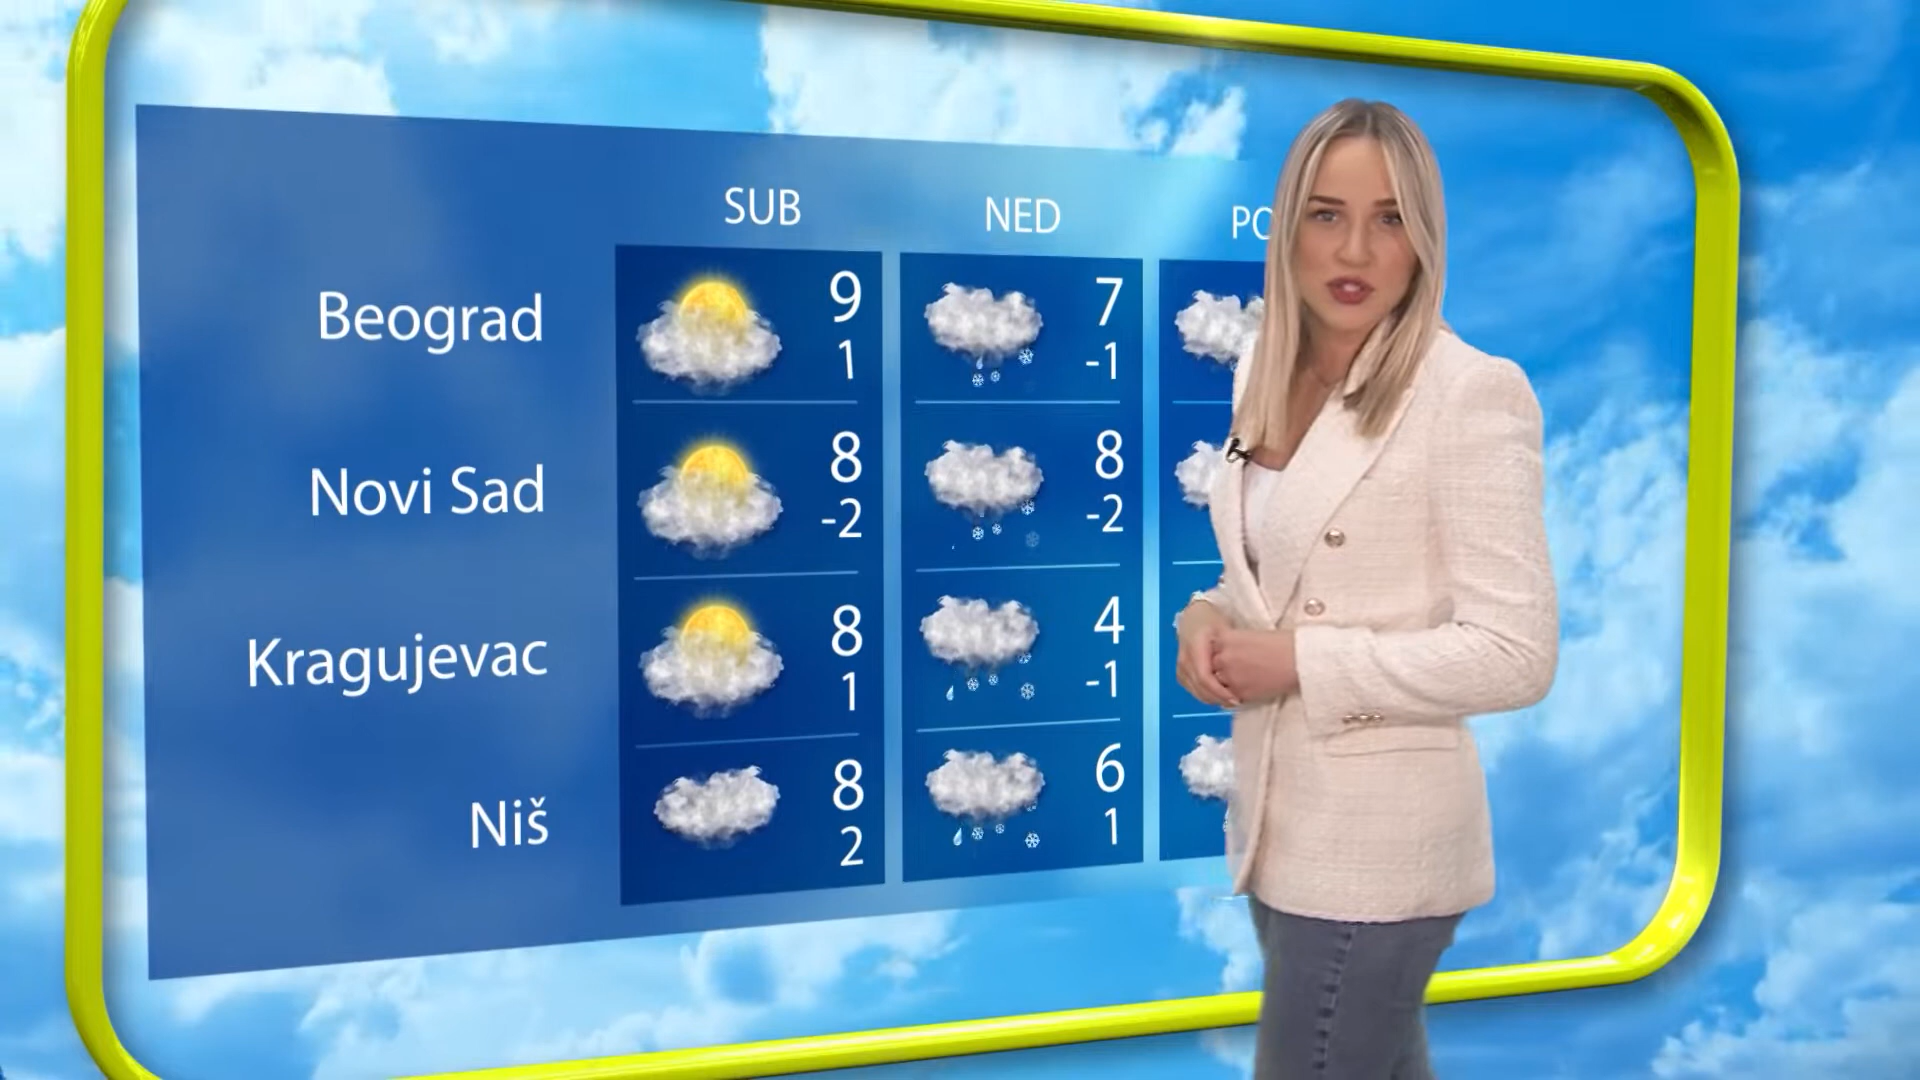 SUB NED
Beograd 9 7
1 -1
Novi Sad 8 8
-2 -2
Kragujevac 8 4
1 -1
Niš 8 6
2 1